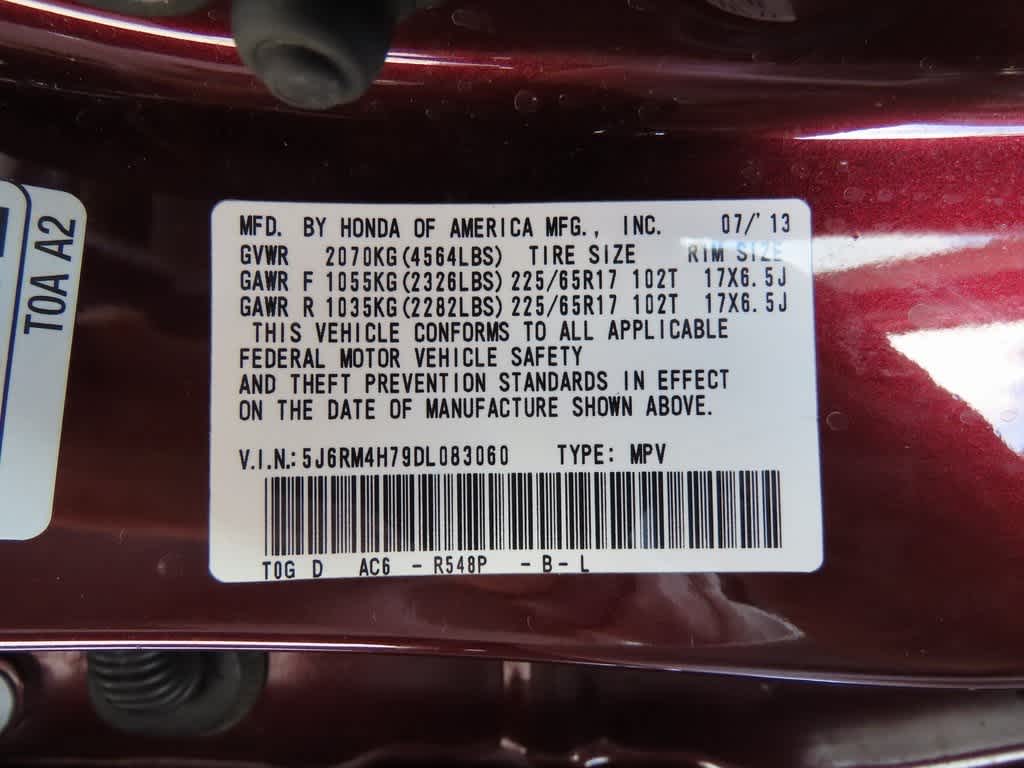 MFD. BY HONDA OF AMERICA MFG., INC. 07/'13
GVWR 2070KG(4564LBS) TIRE SIZE RIM SIZE
GAWR F 1055KG(2326LBS) 225/65R17 102T 17X6.5J
GAWR R 1035KG(2282LBS) 225/65R17 102T 17X6.5J
THIS VEHICLE CONFORMS TO ALL APPLICABLE
FEDERAL MOTOR VEHICLE SAFETY
AND THEFT PREVENTION STANDARDS IN EFFECT
ON THE DATE OF MANUFACTURE SHOWN ABOVE.
V.I.N.: 5J6RM4H79DL083060 TYPE: MPV
T0G D AC6 - R548P - B - L
T0A A2